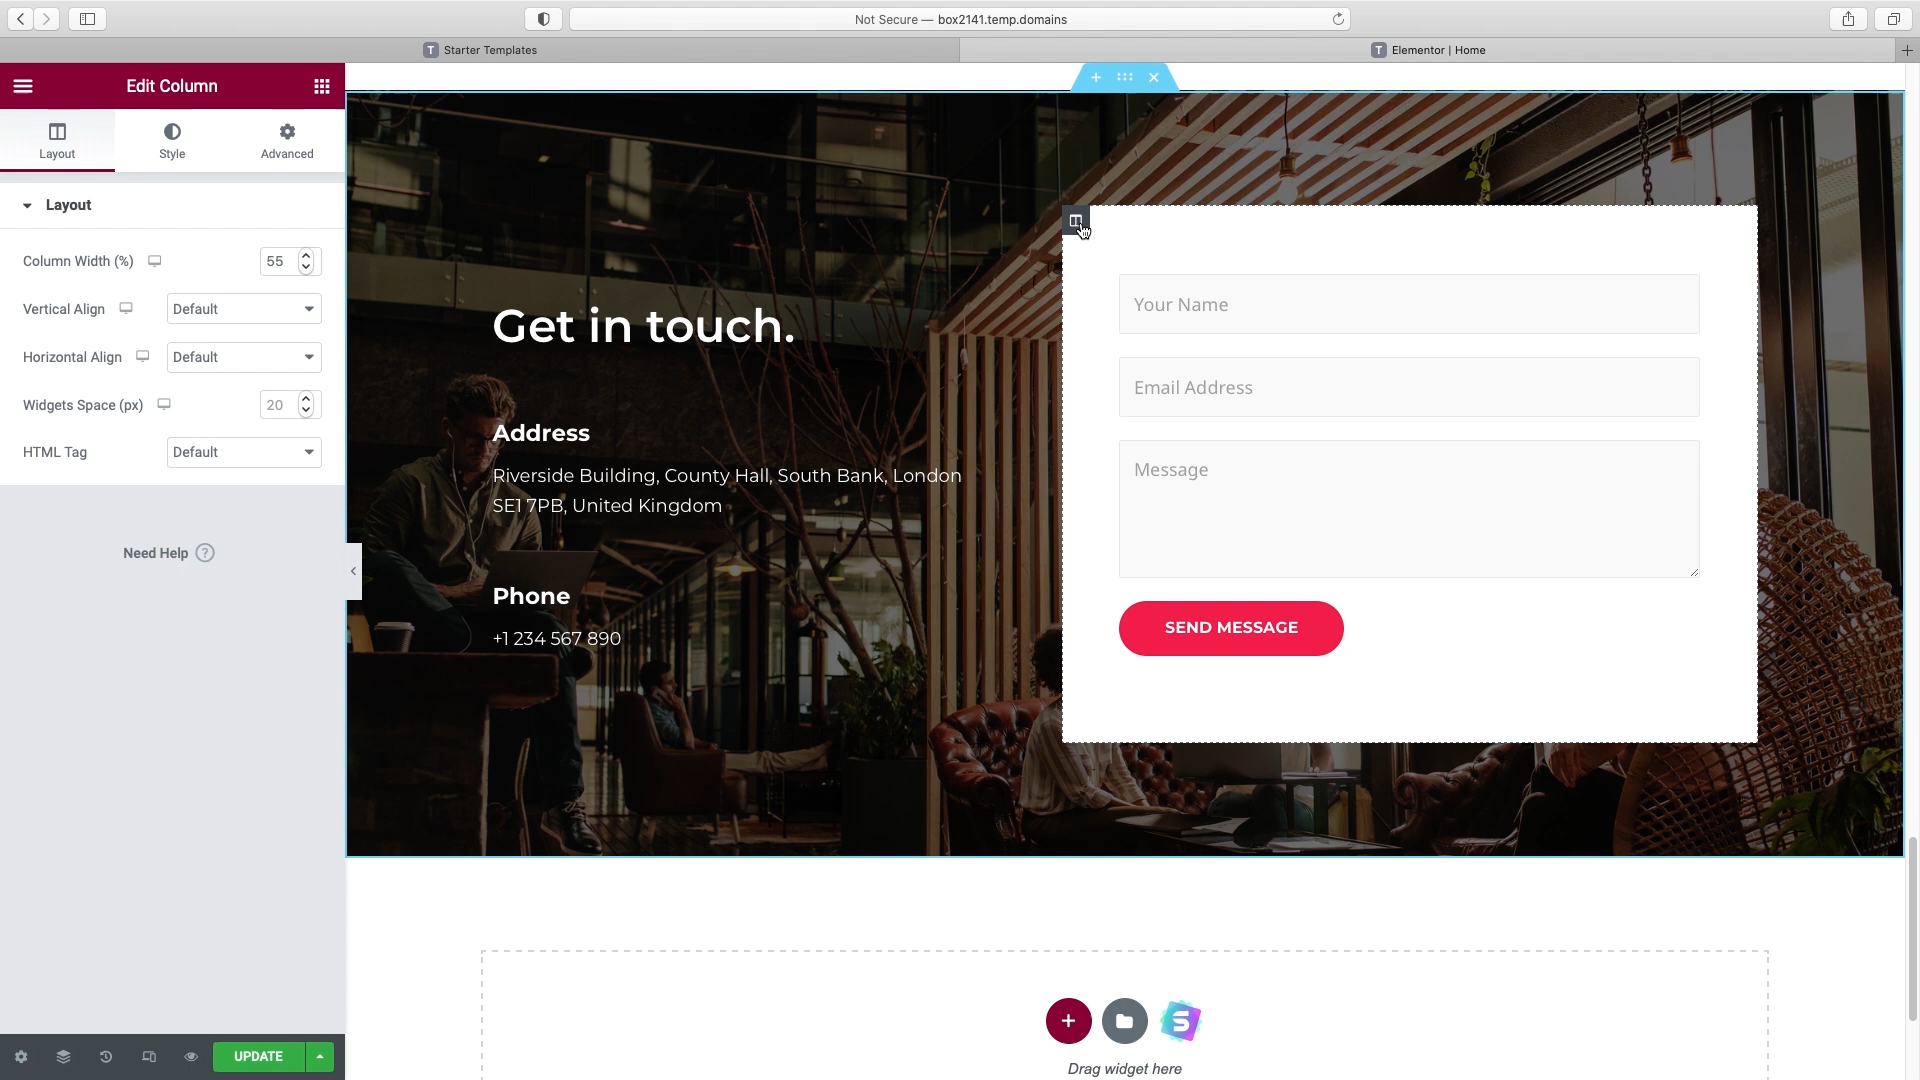 Not Secure — box2141.temp.domains
T Starter Templates
T Elementor | Home
Edit Column
Layout
Style
Advanced
Layout
Column Width (%)
55
Vertical Align
Default
Horizontal Align
Default
Widgets Space (px)
20
HTML Tag
Default
Need Help ?
UPDATE
Get in touch.
Address
Riverside Building, County Hall, South Bank, London
SE1 7PB, United Kingdom
Phone
+1 234 567 890
Your Name
Email Address
Message
SEND MESSAGE
S
Drag widget here